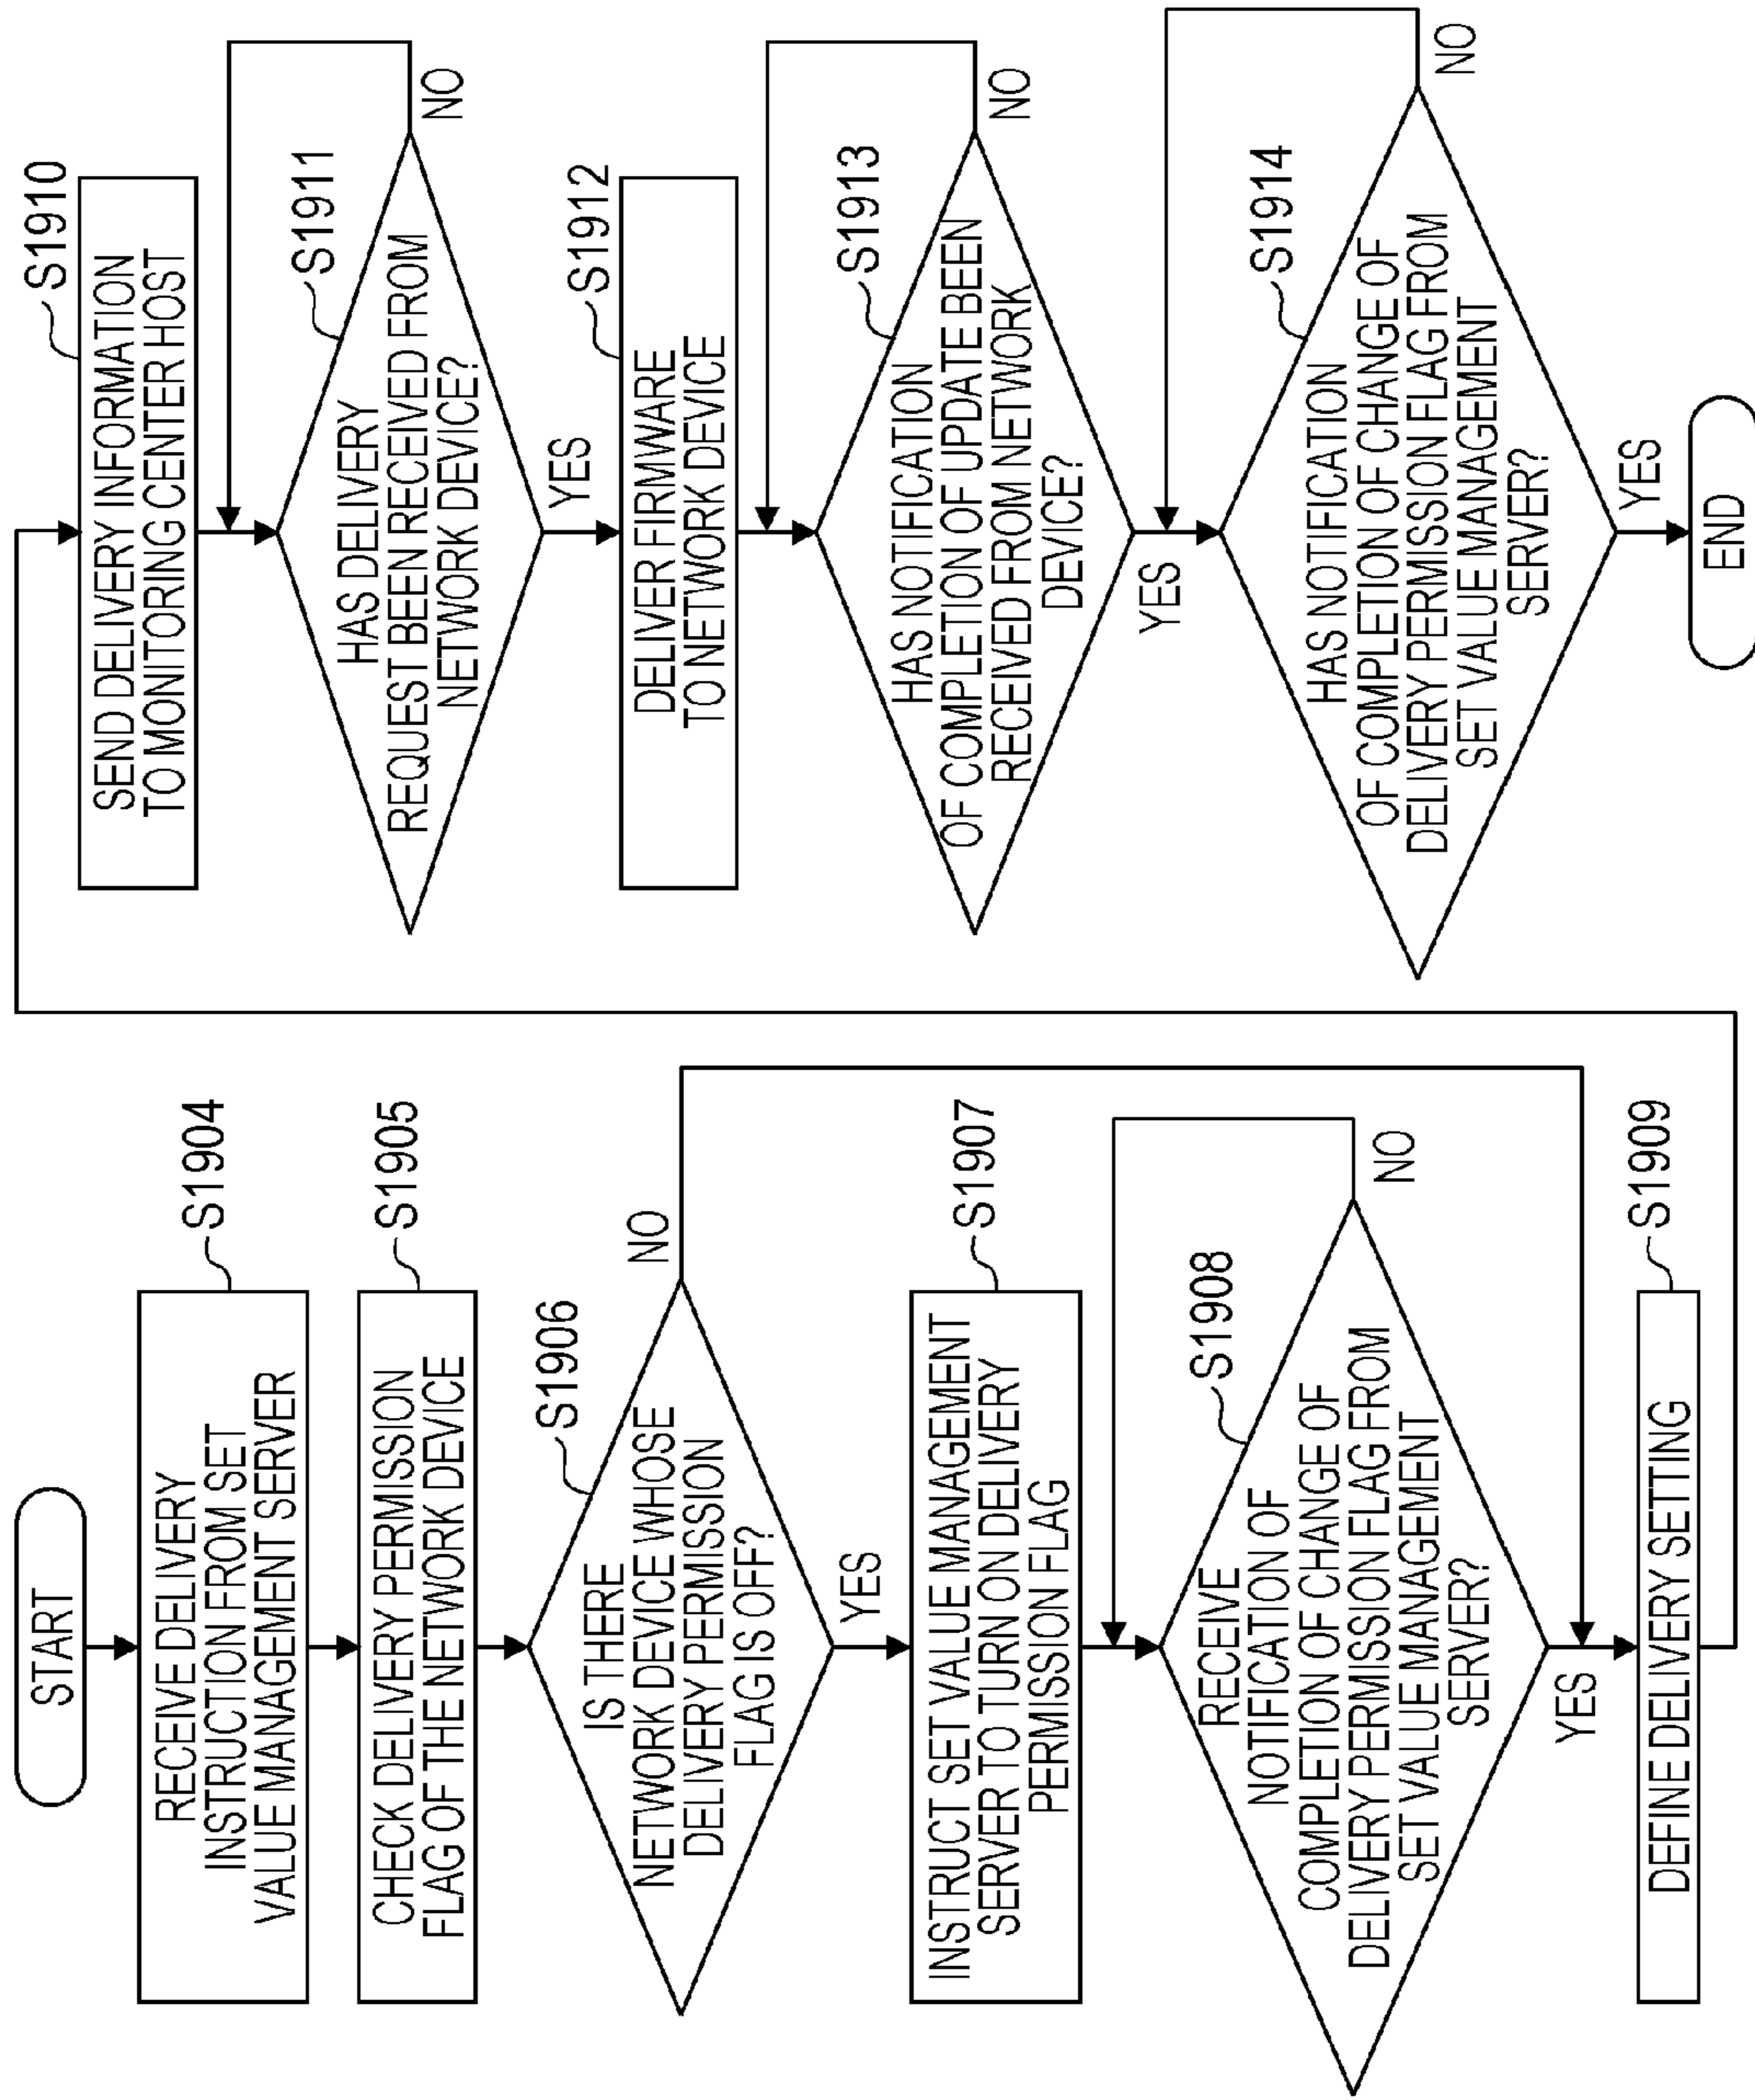 START
RECEIVE DELIVERY
INSTRUCTION FROM SET
VALUE MANAGEMENT SERVER
S1904
CHECK DELIVERY PERMISSION
FLAG OF THE NETWORK DEVICE
S1905
IS THERE
NETWORK DEVICE WHOSE
DELIVERY PERMISSION
FLAG IS OFF?
S1906
NO
YES
INSTRUCT SET VALUE MANAGEMENT
SERVER TO TURN ON DELIVERY
PERMISSION FLAG
S1907
RECEIVE
NOTIFICATION OF
COMPLETION OF CHANGE OF
DELIVERY PERMISSION FLAG FROM
SET VALUE MANAGEMENT
SERVER?
S1908
NO
YES
DEFINE DELIVERY SETTING
S1909
SEND DELIVERY INFORMATION
TO MONITORING CENTER HOST
S1910
HAS DELIVERY
REQUEST BEEN RECEIVED FROM
NETWORK DEVICE?
S1911
NO
YES
DELIVER FIRMWARE
TO NETWORK DEVICE
S1912
HAS NOTIFICATION
OF COMPLETION OF UPDATE BEEN
RECEIVED FROM NETWORK
DEVICE?
S1913
NO
YES
HAS NOTIFICATION
OF COMPLETION OF CHANGE OF
DELIVERY PERMISSION FLAG FROM
SET VALUE MANAGEMENT
SERVER?
S1914
NO
YES
END